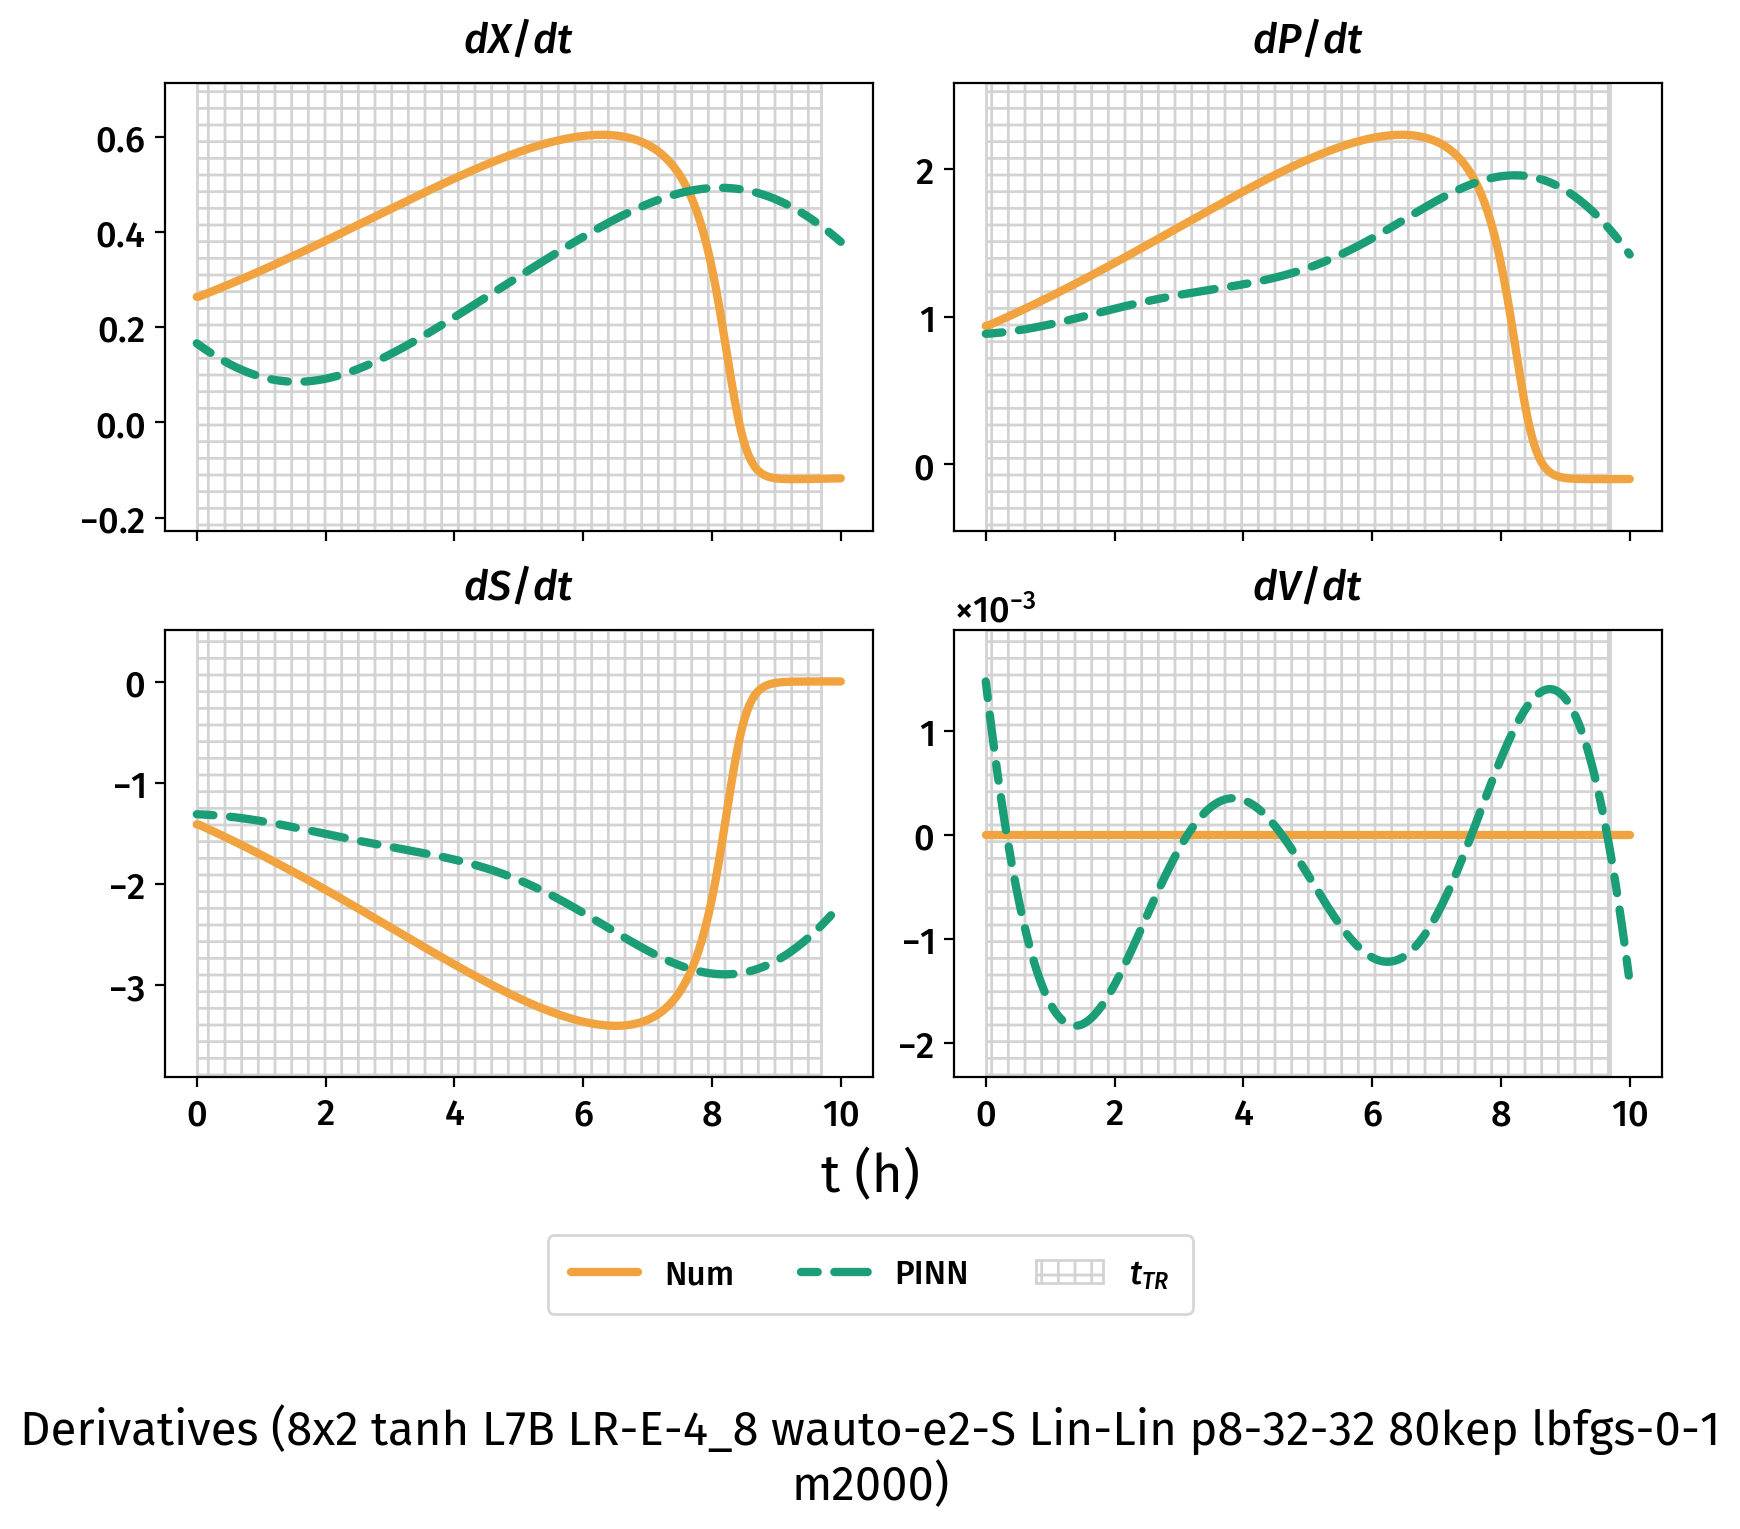 dX/dt
dP/dt
0.6
0.4
0.2
0.0
−0.2
2
1
0
dS/dt
dV/dt
×10⁻³
0
−1
−2
−3
1
0
−1
−2
0 2 4 6 8 10
0 2 4 6 8 10
t (h)
Num PINN t_TR
Derivatives (8x2 tanh L7B LR-E-4_8 wauto-e2-S Lin-Lin p8-32-32 80kep lbfgs-0-1
m2000)